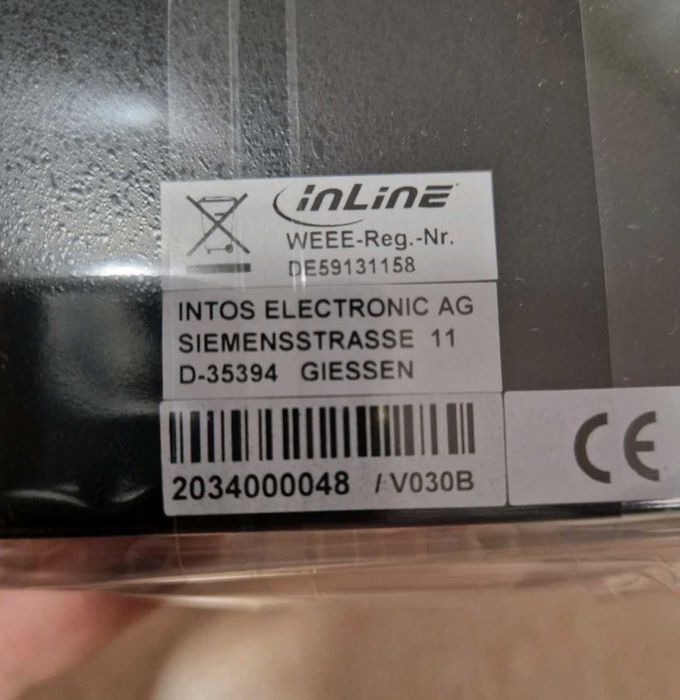 inLine
WEEE-Reg.-Nr.
DE59131158
INTOS ELECTRONIC AG
SIEMENSSTRASSE 11
D-35394 GIESSEN
2034000048 / V030B
CE